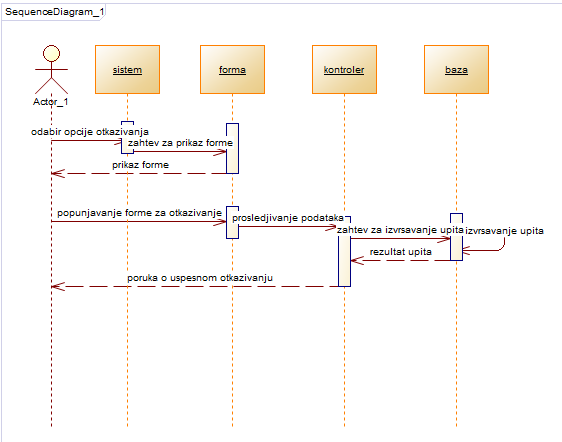 SequenceDiagram_1
sistem
forma
kontroler
baza
Actor_1
odabir opcije otkazivanja
zahtev za prikaz forme
prikaz forme
popunjavanje forme za otkazivanje
prosledjivanje podataka
zahtev za izvrsavanje upita
izvrsavanje upita
rezultat upita
poruka o uspesnom otkazivanju